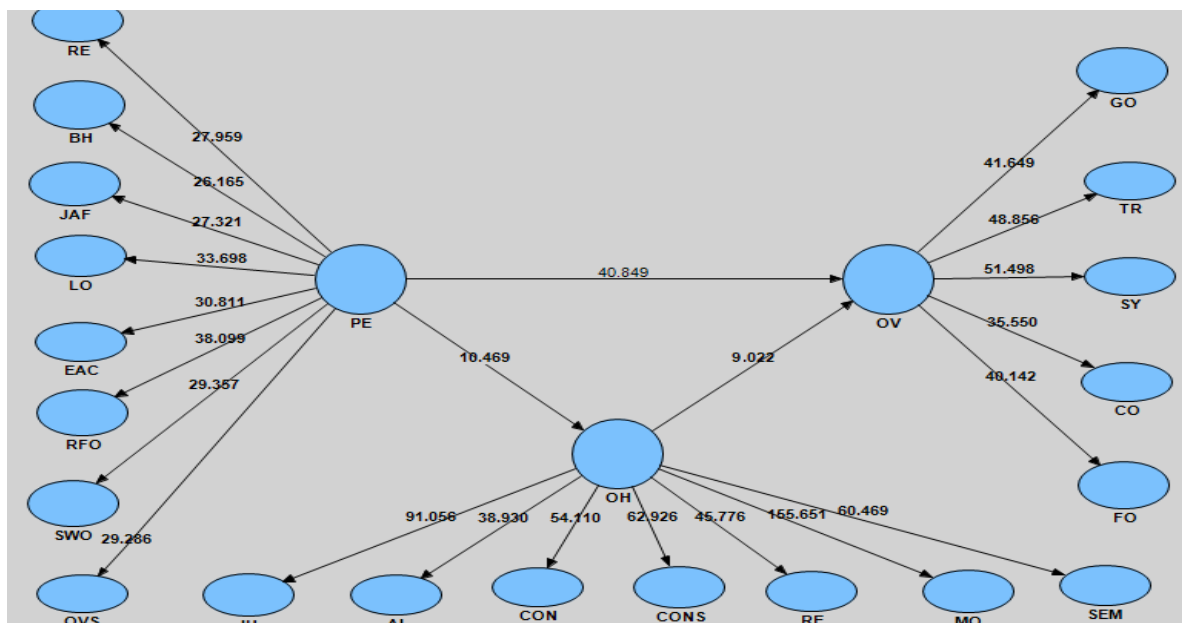 RE
BH
JAF
LO
EAC
RFO
SWO
OVS
27.959
26.165
27.321
33.698
30.811
38.099
29.357
29.286
PE
40.849
10.469
9.022
OH
OV
41.649
48.856
51.498
35.550
40.142
GO
TR
SY
CO
FO
91.056
38.930
54.110
62.926
45.776
155.651
60.469
CON
CONS
RE
MO
SEM